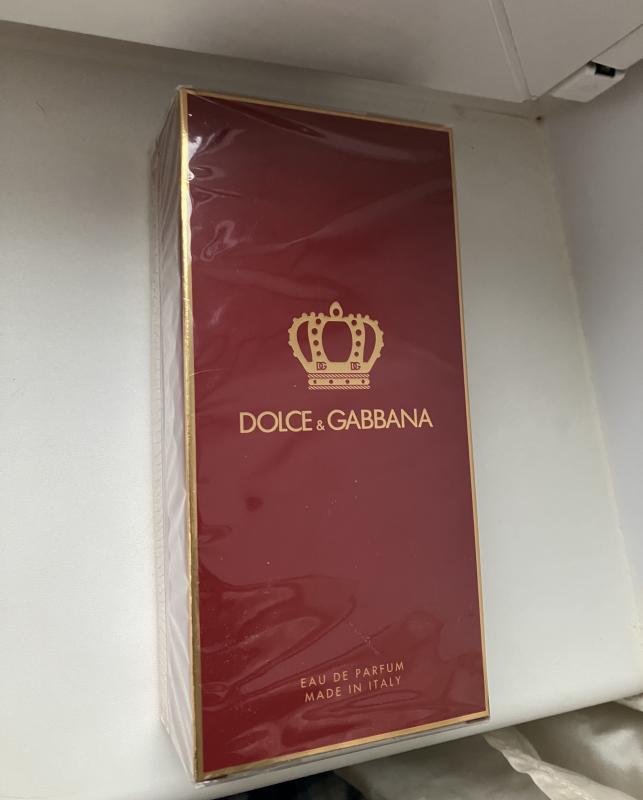 DOLCE & GABBANA
EAU DE PARFUM
MADE IN ITALY